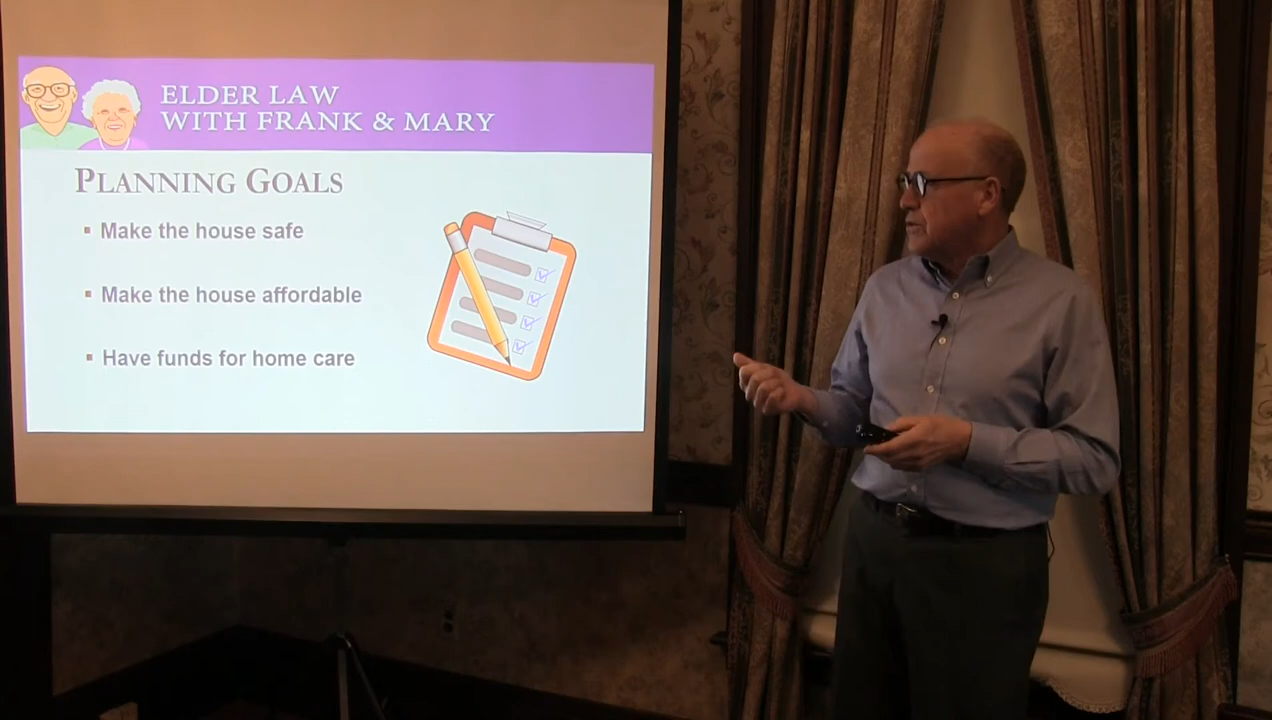 ELDER LAW
WITH FRANK & MARY
PLANNING GOALS
Make the house safe
Make the house affordable
Have funds for home care